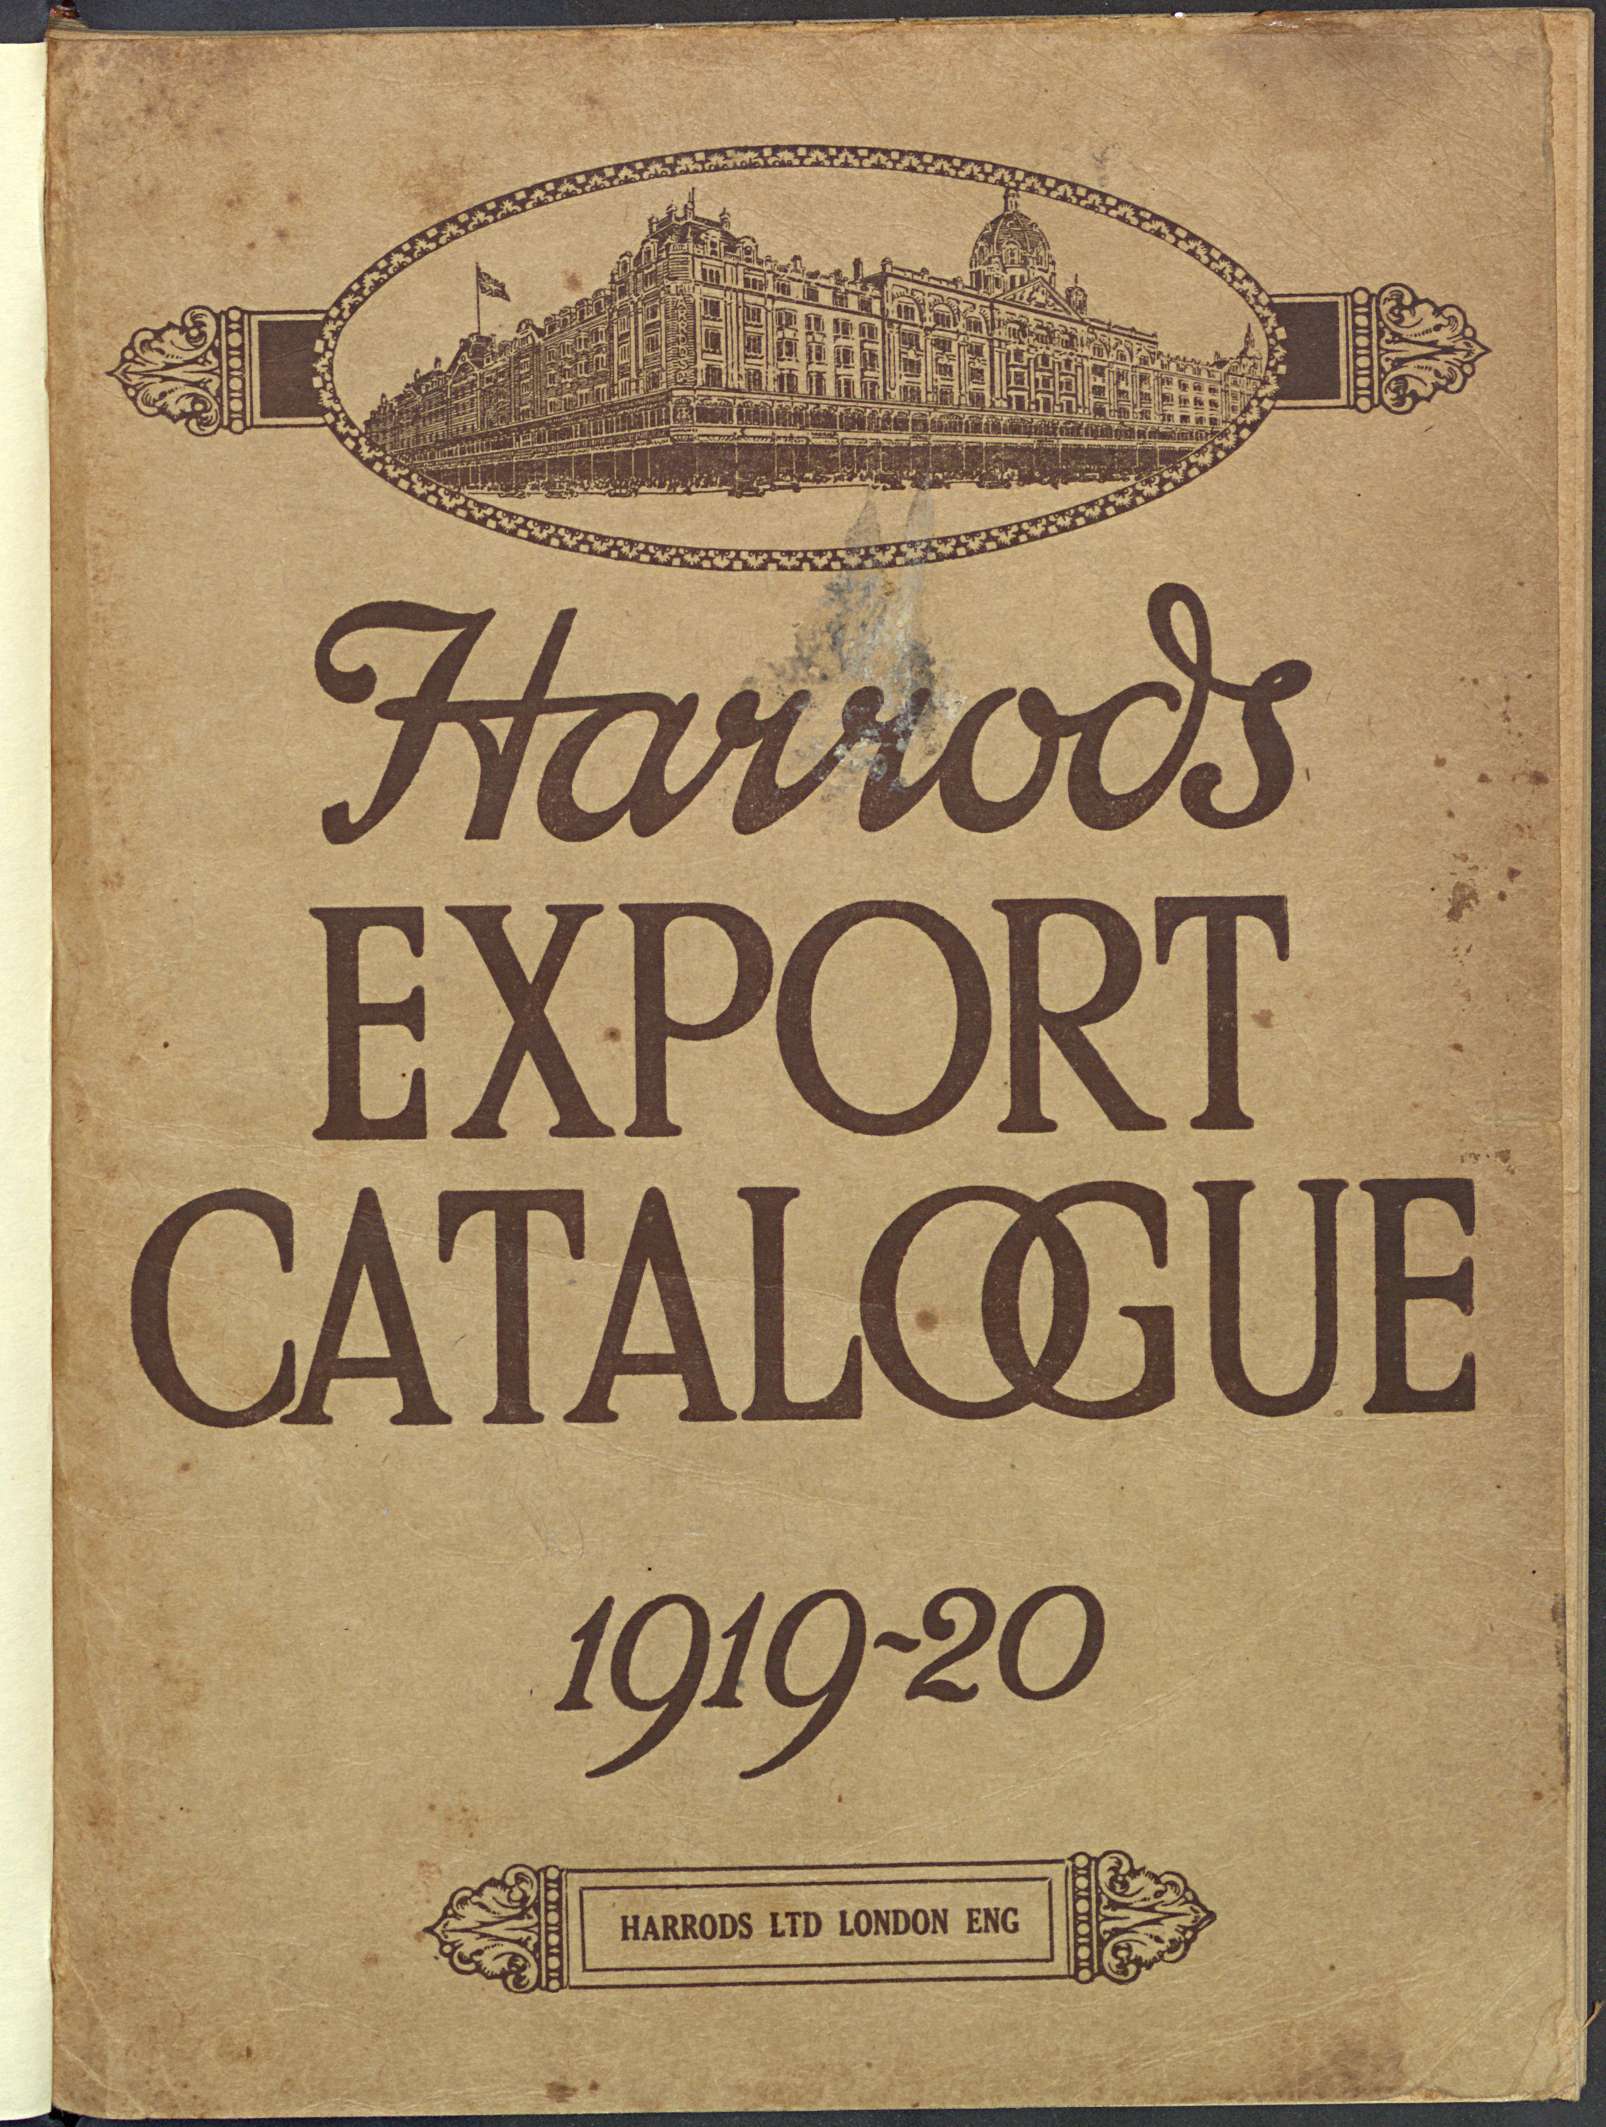 Harrods
EXPORT
CATALOGUE
1919-20
HARRODS LTD LONDON ENG